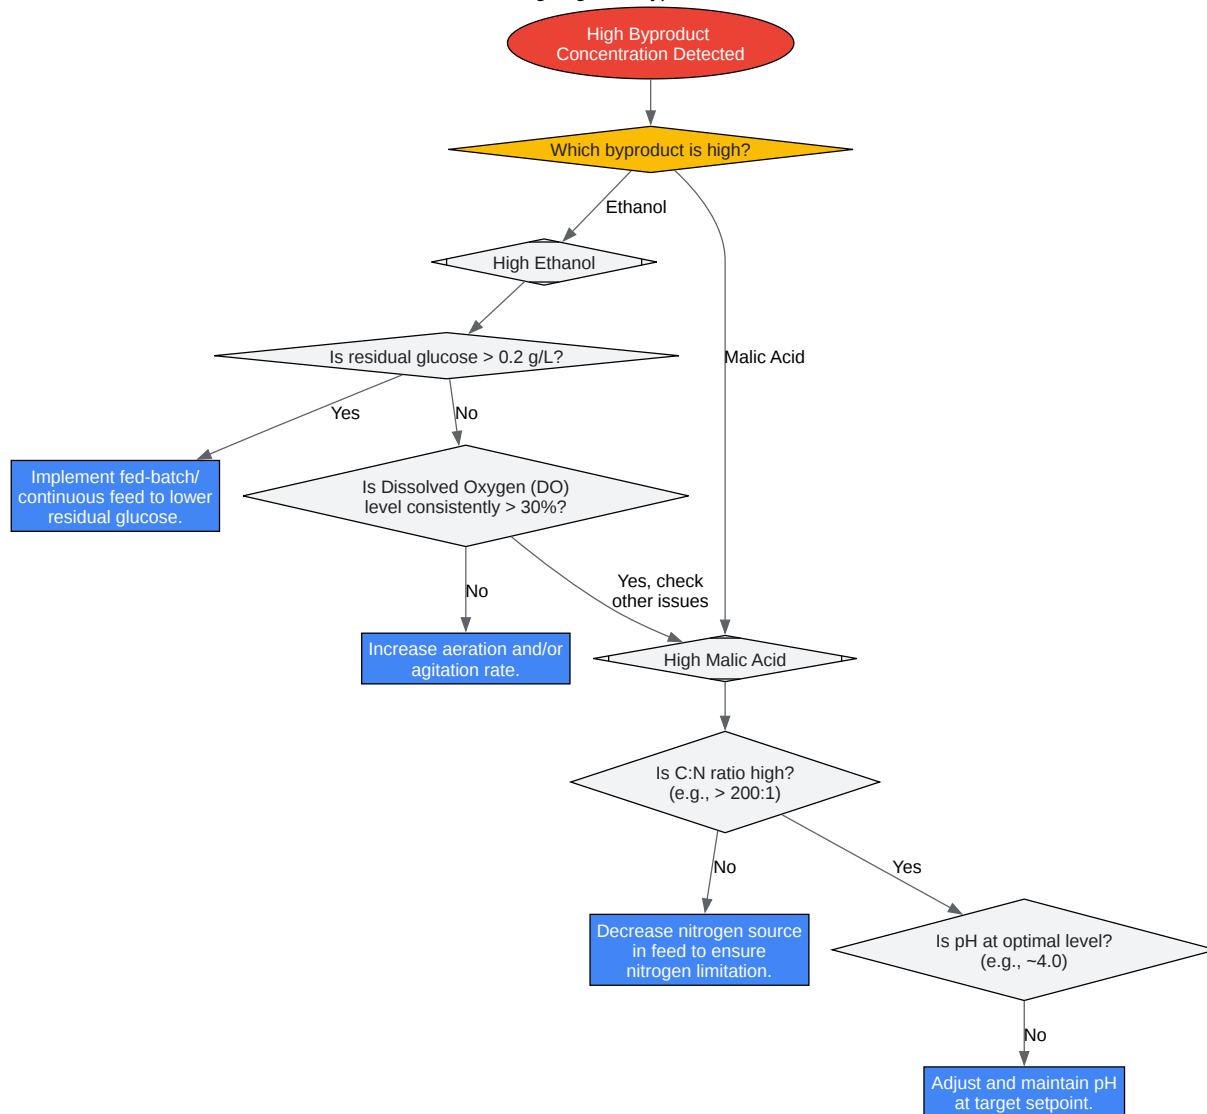 High Byproduct
Concentration Detected
Which byproduct is high?
Ethanol
High Ethanol
Is residual glucose > 0.2 g/L?
Malic Acid
Yes
No
Implement fed-batch/
continuous feed to lower
residual glucose.
Is Dissolved Oxygen (DO)
level consistently > 30%?
No
Yes, check
other issues
Increase aeration and/or
agitation rate.
High Malic Acid
Is C:N ratio high?
(e.g., > 200:1)
No
Yes
Decrease nitrogen source
in feed to ensure
nitrogen limitation.
Is pH at optimal level?
(e.g., ~4.0)
No
Adjust and maintain pH
at target setpoint.